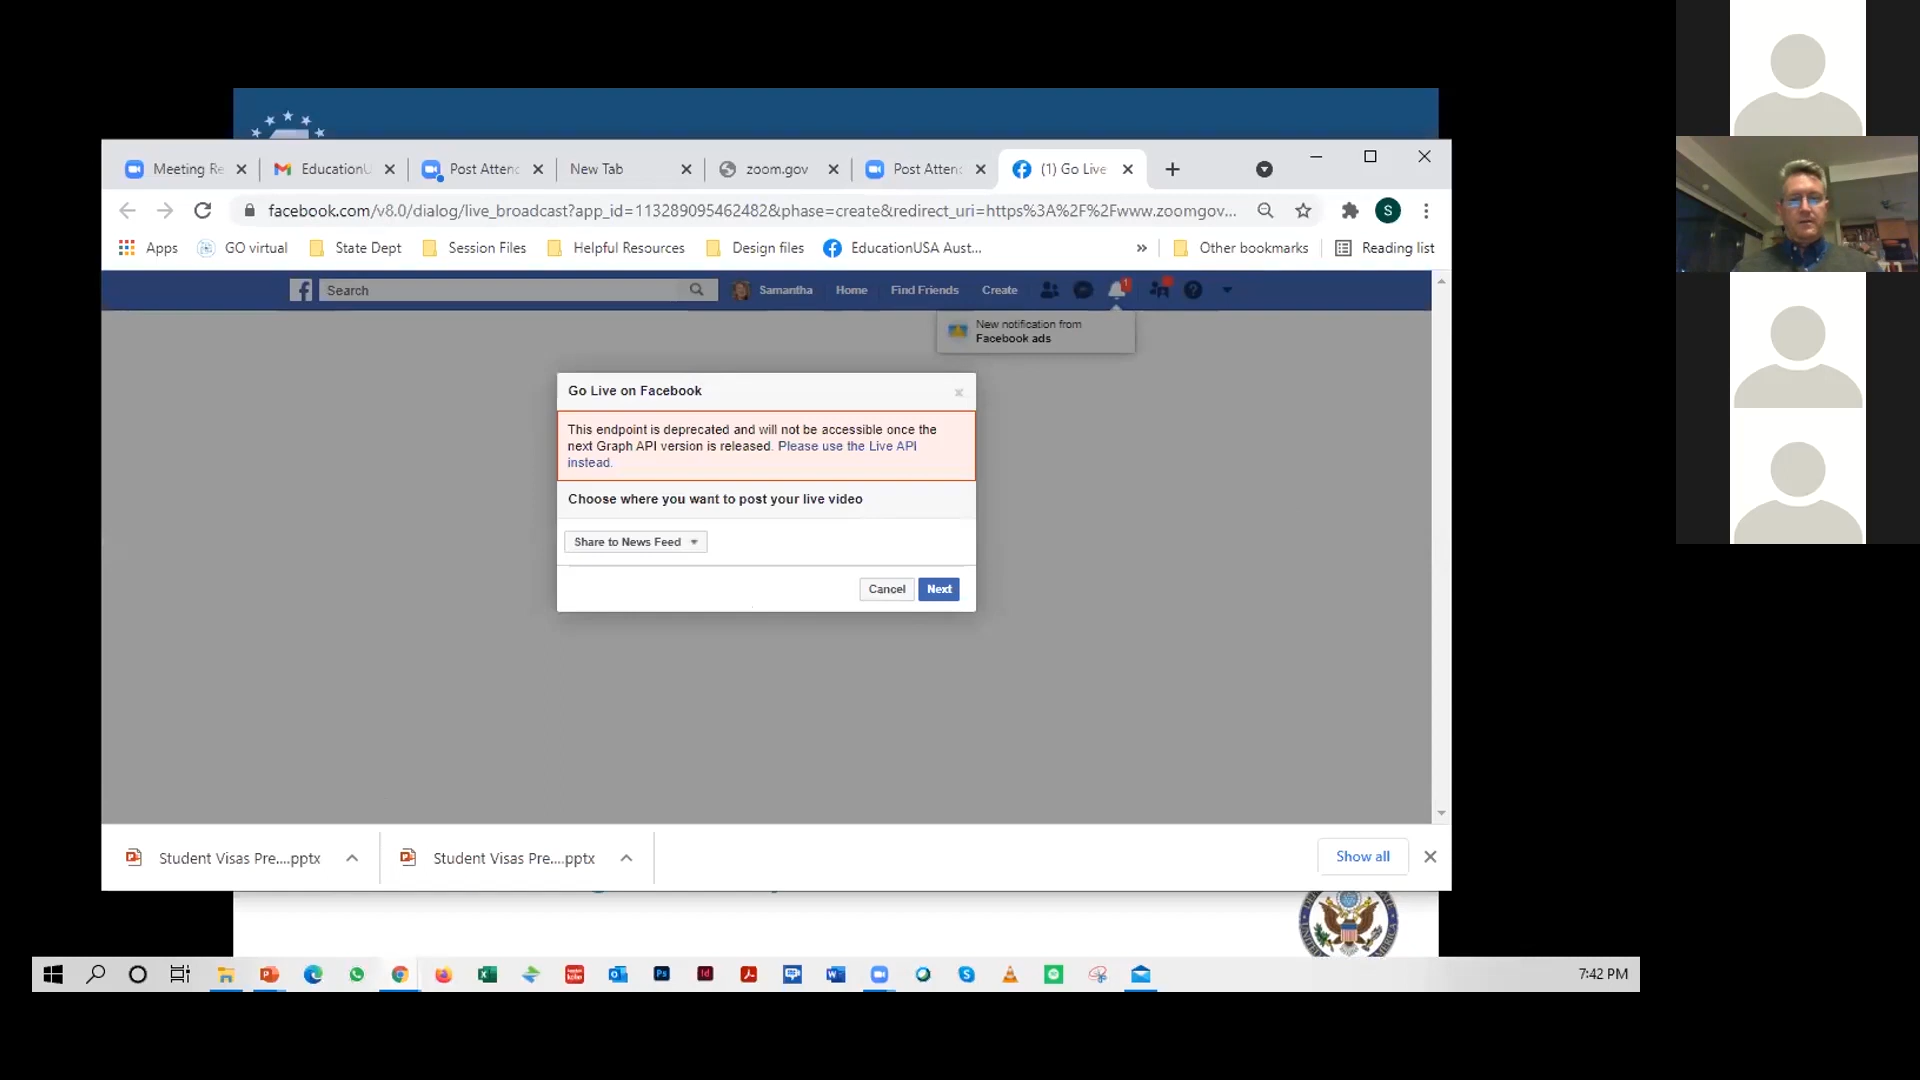 Meeting Re
EducationU
Post Attenc
New Tab
zoom.gov
Post Attenc
(1) Go Live
facebook.com/v8.0/dialog/live_broadcast?app_id=113289095462482&phase=create&redirect_uri=https%3A%2F%2Fwww.zoomgov...
S
Apps
GO virtual
State Dept
Session Files
Helpful Resources
Design files
EducationUSA Aust...
»
Other bookmarks
Reading list
Search
Samantha
Home
Find Friends
Create
1
New notification from
Facebook ads
Go Live on Facebook
This endpoint is deprecated and will not be accessible once the
next Graph API version is released. Please use the Live API
instead.
Choose where you want to post your live video
Share to News Feed
Cancel
Next
Student Visas Pre....pptx
Student Visas Pre....pptx
Show all
7:42 PM